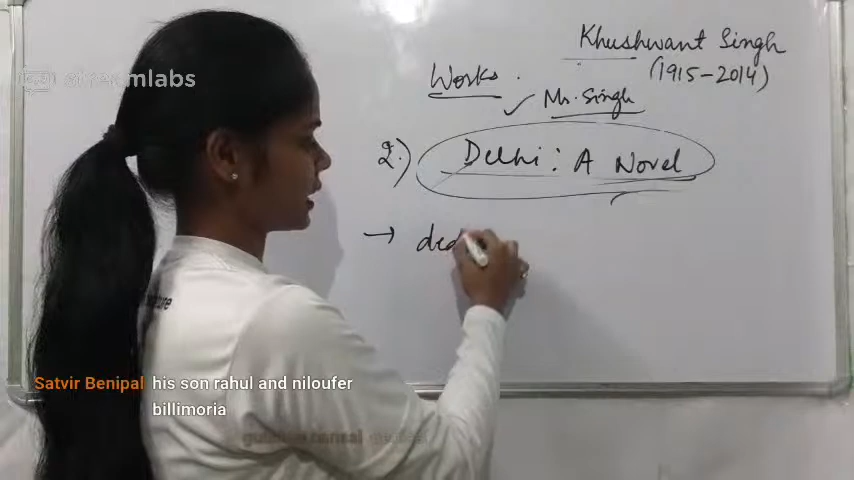 Khushwant Singh
(1915-2014)
Works.
Mr. Singh
streamlabs
2.) Delhi: A Novel
→ ded
Satvir Benipal his son rahul and niloufer
billimoria